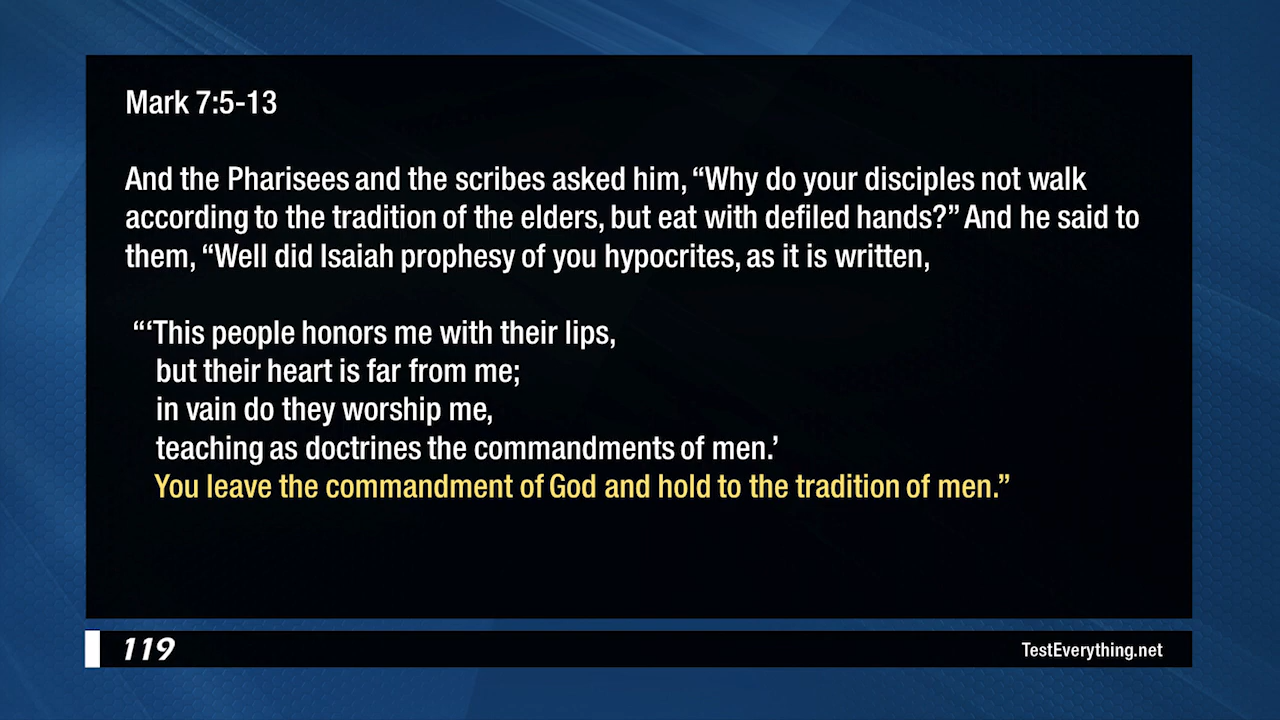 Mark 7:5-13
And the Pharisees and the scribes asked him, “Why do your disciples not walk
according to the tradition of the elders, but eat with defiled hands?” And he said to
them, “Well did Isaiah prophesy of you hypocrites, as it is written,
“‘This people honors me with their lips,
but their heart is far from me;
in vain do they worship me,
teaching as doctrines the commandments of men.’
You leave the commandment of God and hold to the tradition of men.”
119
TestEverything.net